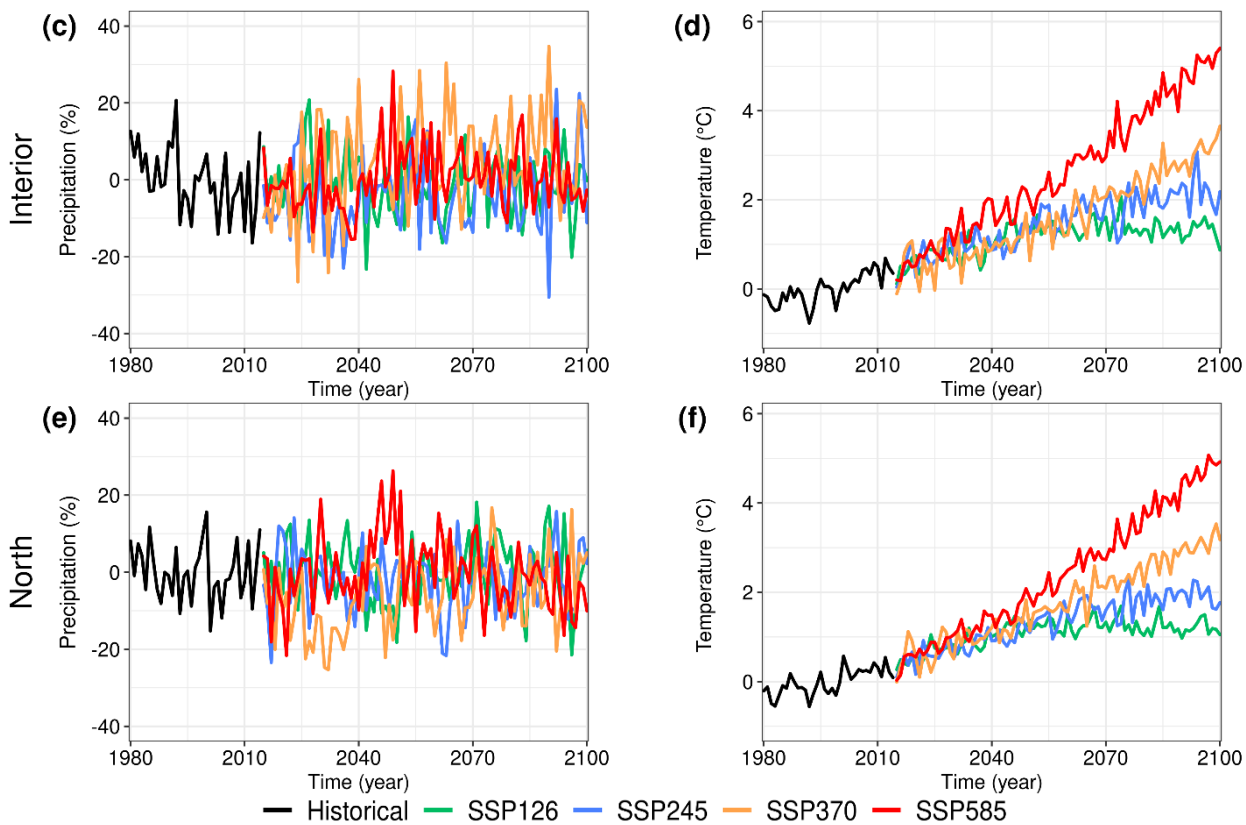 (c)
40
20
0
-20
-40
Precipitation (%)
Interior
1980 2010 2040 2070 2100
Time (year)
(d)
6
4
2
0
Temperature (°C)
1980 2010 2040 2070 2100
Time (year)
(e)
40
20
0
-20
-40
Precipitation (%)
North
1980 2010 2040 2070 2100
Time (year)
(f)
6
4
2
0
Temperature (°C)
1980 2010 2040 2070 2100
Time (year)
Historical SSP126 SSP245 SSP370 SSP585